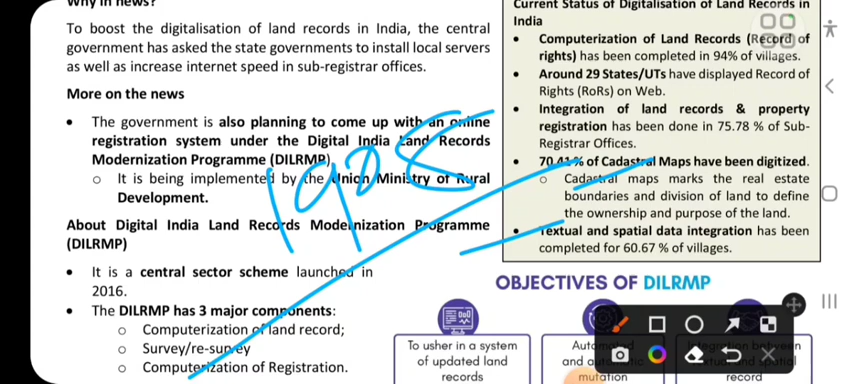 Why in news?
To boost the digitalisation of land records in India, the central
government has asked the state governments to install local servers
as well as increase internet speed in sub-registrar offices.
More on the news
• The government is also planning to come up with an online
registration system under the Digital India Land Records
Modernization Programme (DILRMP).
o It is being implemented by the Union Ministry of Rural
Development.
About Digital India Land Records Modernization Programme
(DILRMP)
• It is a central sector scheme launched in
2016.
• The DILRMP has 3 major components:
o Computerization of land record;
o Survey/re-survey
o Computerization of Registration.
Current Status of Digitalisation of Land Records in
India
• Computerization of Land Records (Record of
rights) has been completed in 94% of villages.
• Around 29 States/UTs have displayed Record of
Rights (RoRs) on Web.
• Integration of land records & property
registration has been done in 75.78 % of Sub-
Registrar Offices.
• 70.41% of Cadastral Maps have been digitized.
o Cadastral maps marks the real estate
boundaries and division of land to define
the ownership and purpose of the land.
• Textual and spatial data integration has been
completed for 60.67 % of villages.
OBJECTIVES OF DILRMP
To usher in a system
of updated land
records
mutation
record